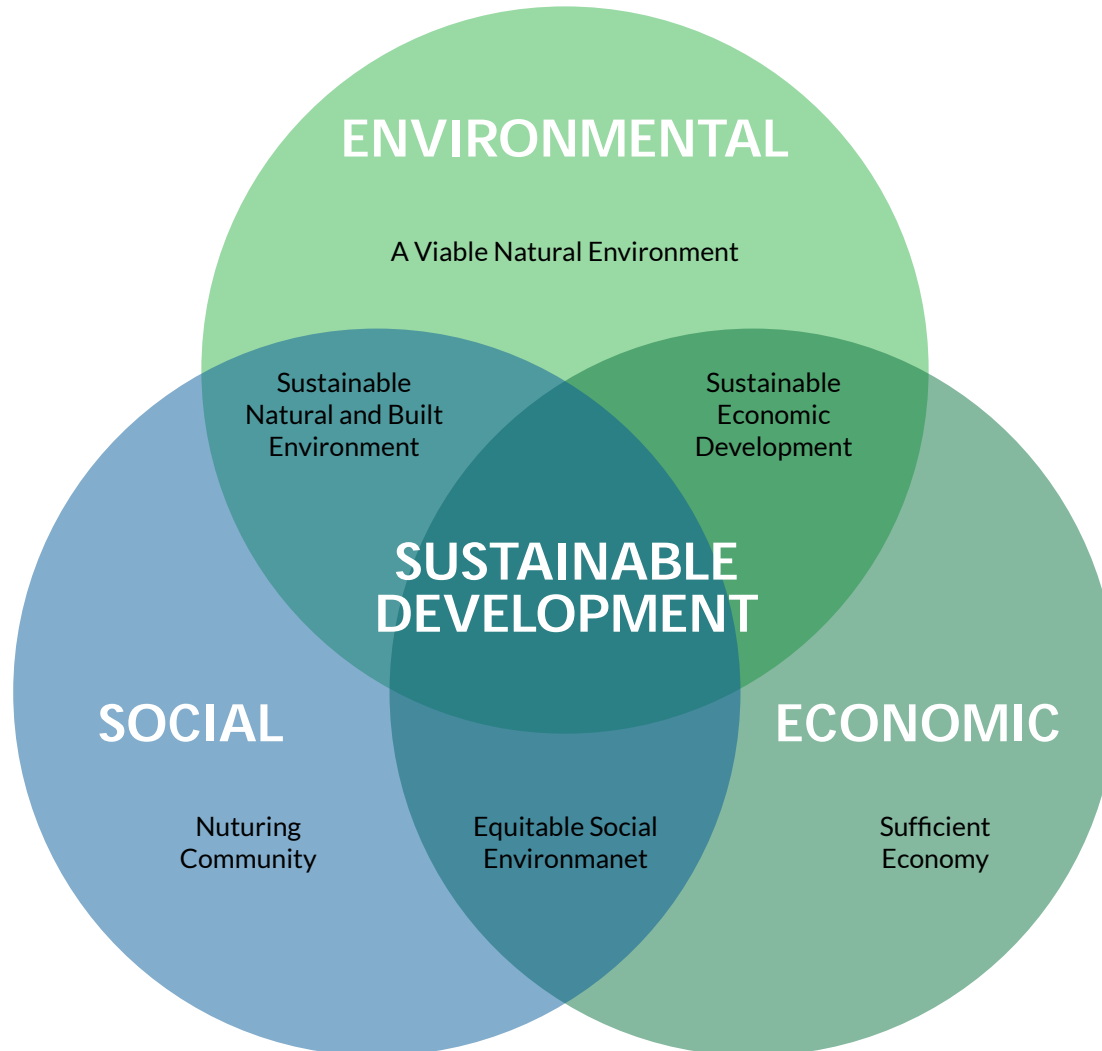 ENVIRONMENTAL
A Viable Natural Environment
Sustainable
Natural and Built
Environment
Sustainable
Economic
Development
SUSTAINABLE
DEVELOPMENT
SOCIAL
ECONOMIC
Nuturing
Community
Equitable Social
Environmanet
Sufficient
Economy